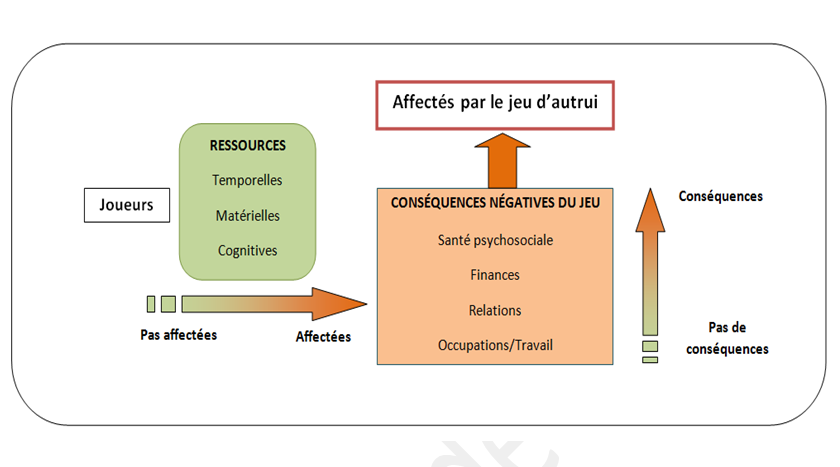 Affectés par le jeu d'autrui
RESSOURCES
Temporelles
Matérielles
Cognitives
Joueurs
Pas affectées
Affectées
CONSÉQUENCES NÉGATIVES DU JEU
Santé psychosociale
Finances
Relations
Occupations/Travail
Conséquences
Pas de
conséquences